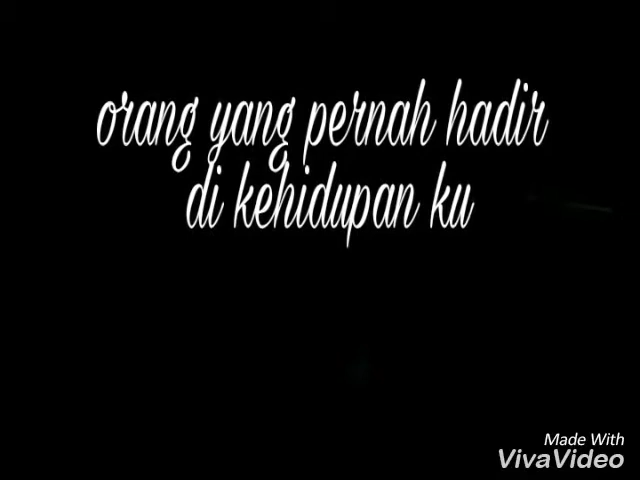 orang yang pernah hadir
di kehidupan ku
Made With
VivaVideo